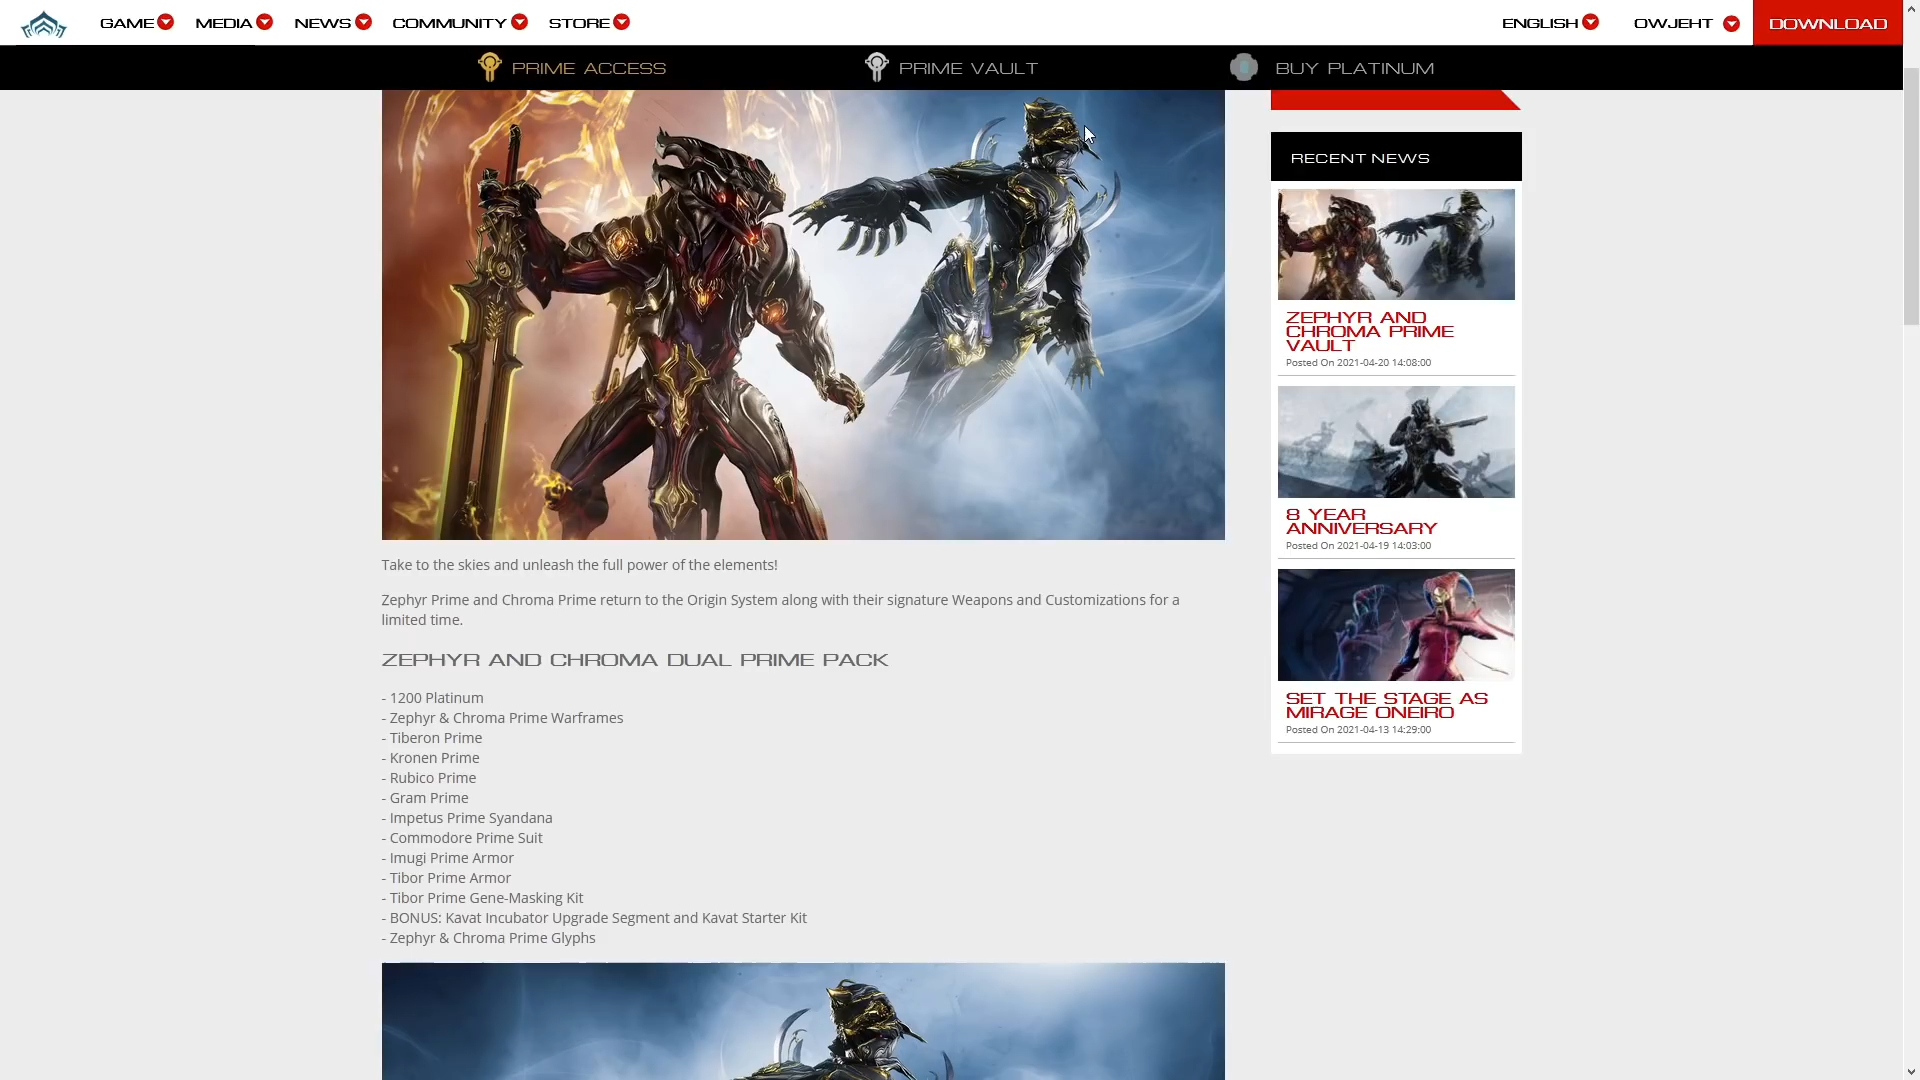 GAME MEDIA NEWS COMMUNITY STORE ENGLISH OWJEHT DOWNLOAD
PRIME ACCESS PRIME VAULT BUY PLATINUM
Take to the skies and unleash the full power of the elements!
Zephyr Prime and Chroma Prime return to the Origin System along with their signature Weapons and Customizations for a
limited time.
ZEPHYR AND CHROMA DUAL PRIME PACK
- 1200 Platinum
- Zephyr & Chroma Prime Warframes
- Tiberon Prime
- Kronen Prime
- Rubico Prime
- Gram Prime
- Impetus Prime Syandana
- Commodore Prime Suit
- Imugi Prime Armor
- Tibor Prime Armor
- Tibor Prime Gene-Masking Kit
- BONUS: Kavat Incubator Upgrade Segment and Kavat Starter Kit
- Zephyr & Chroma Prime Glyphs
RECENT NEWS
ZEPHYR AND
CHROMA PRIME
VAULT
Posted On 2021-04-20 14:08:00
8 YEAR
ANNIVERSARY
Posted On 2021-04-19 14:03:00
SET THE STAGE AS
MIRAGE ONEIRO
Posted On 2021-04-13 14:29:00